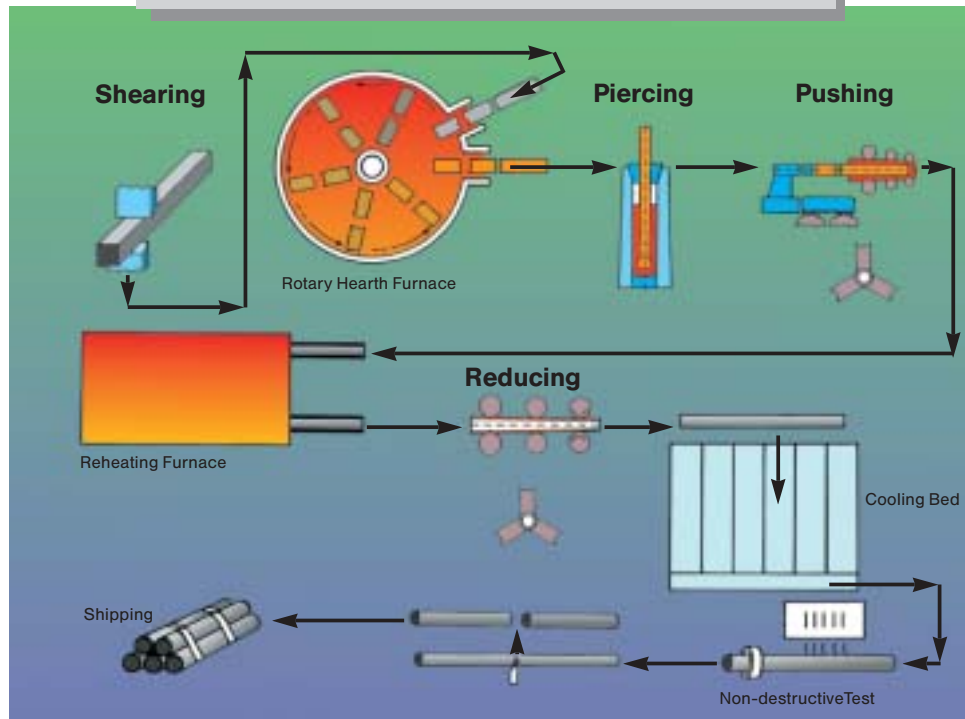 Shearing
Piercing
Pushing
Rotary Hearth Furnace
Reducing
Reheating Furnace
Cooling Bed
Shipping
Non-destructiveTest